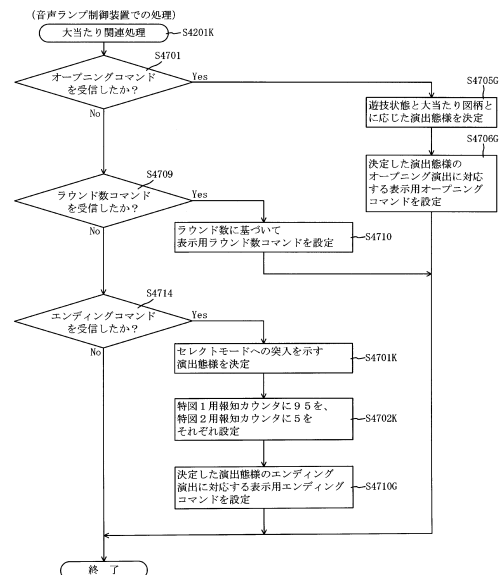 (音声ランプ制御装置での処理)
大当たり関連処理
S4201K
S4701
オープニングコマンド
を受信したか?
Yes
No
S4705G
遊技状態と大当たり図柄と
に応じた演出態様を決定
S4706G
決定した演出態様の
オープニング演出に対応
する表示用オープニング
コマンドを設定
S4709
ラウンド数コマンド
を受信したか?
Yes
No
ラウンド数に基づいて
表示用ラウンド数コマンドを設定
S4710
S4714
エンディングコマンド
を受信したか?
Yes
No
セレクトモードへの突入を示す
演出態様を決定
S4701K
特図1用報知カウンタに95を、
特図2用報知カウンタに5を
それぞれ設定
S4702K
決定した演出態様のエンディング
演出に対応する表示用エンディング
コマンドを設定
S4710G
終 了